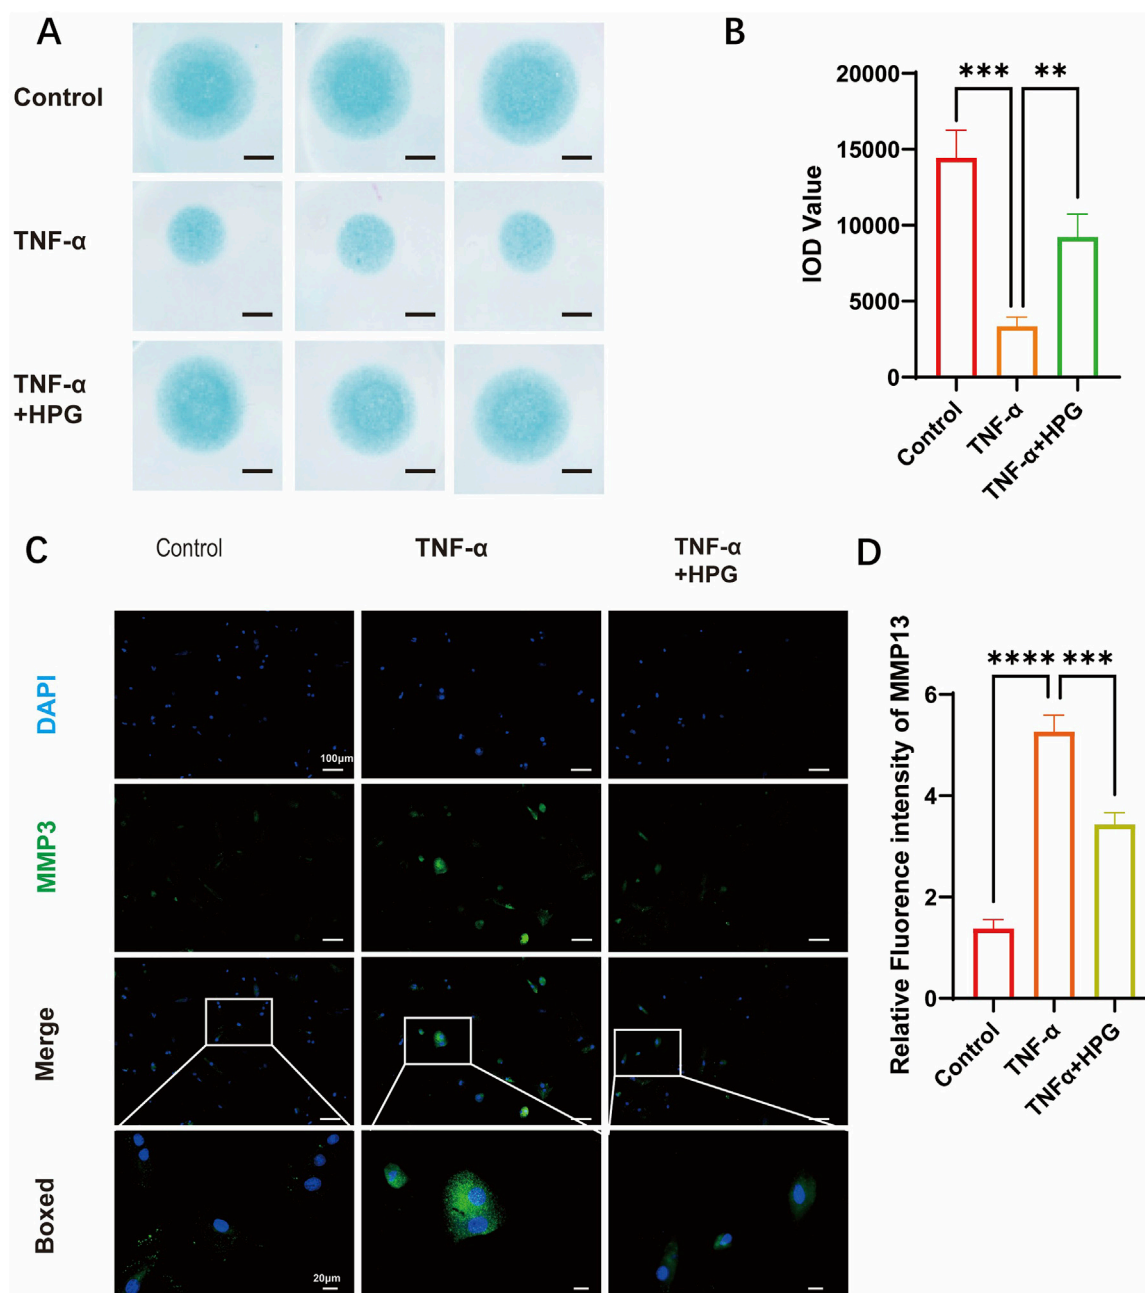 A
Control
TNF-α
TNF-α
+HPG
B
20000
15000
10000
5000
0
IOD Value
*** **
Control
TNF-α
TNF-α+HPG
C
Control
TNF-α
TNF-α
+HPG
DAPI
100μm
MMP3
Merge
Boxed
20μm
D
Relative Fluorescence intensity of MMP13
6
4
2
0
**** ***
Control
TNF-α
TNFα+HPG